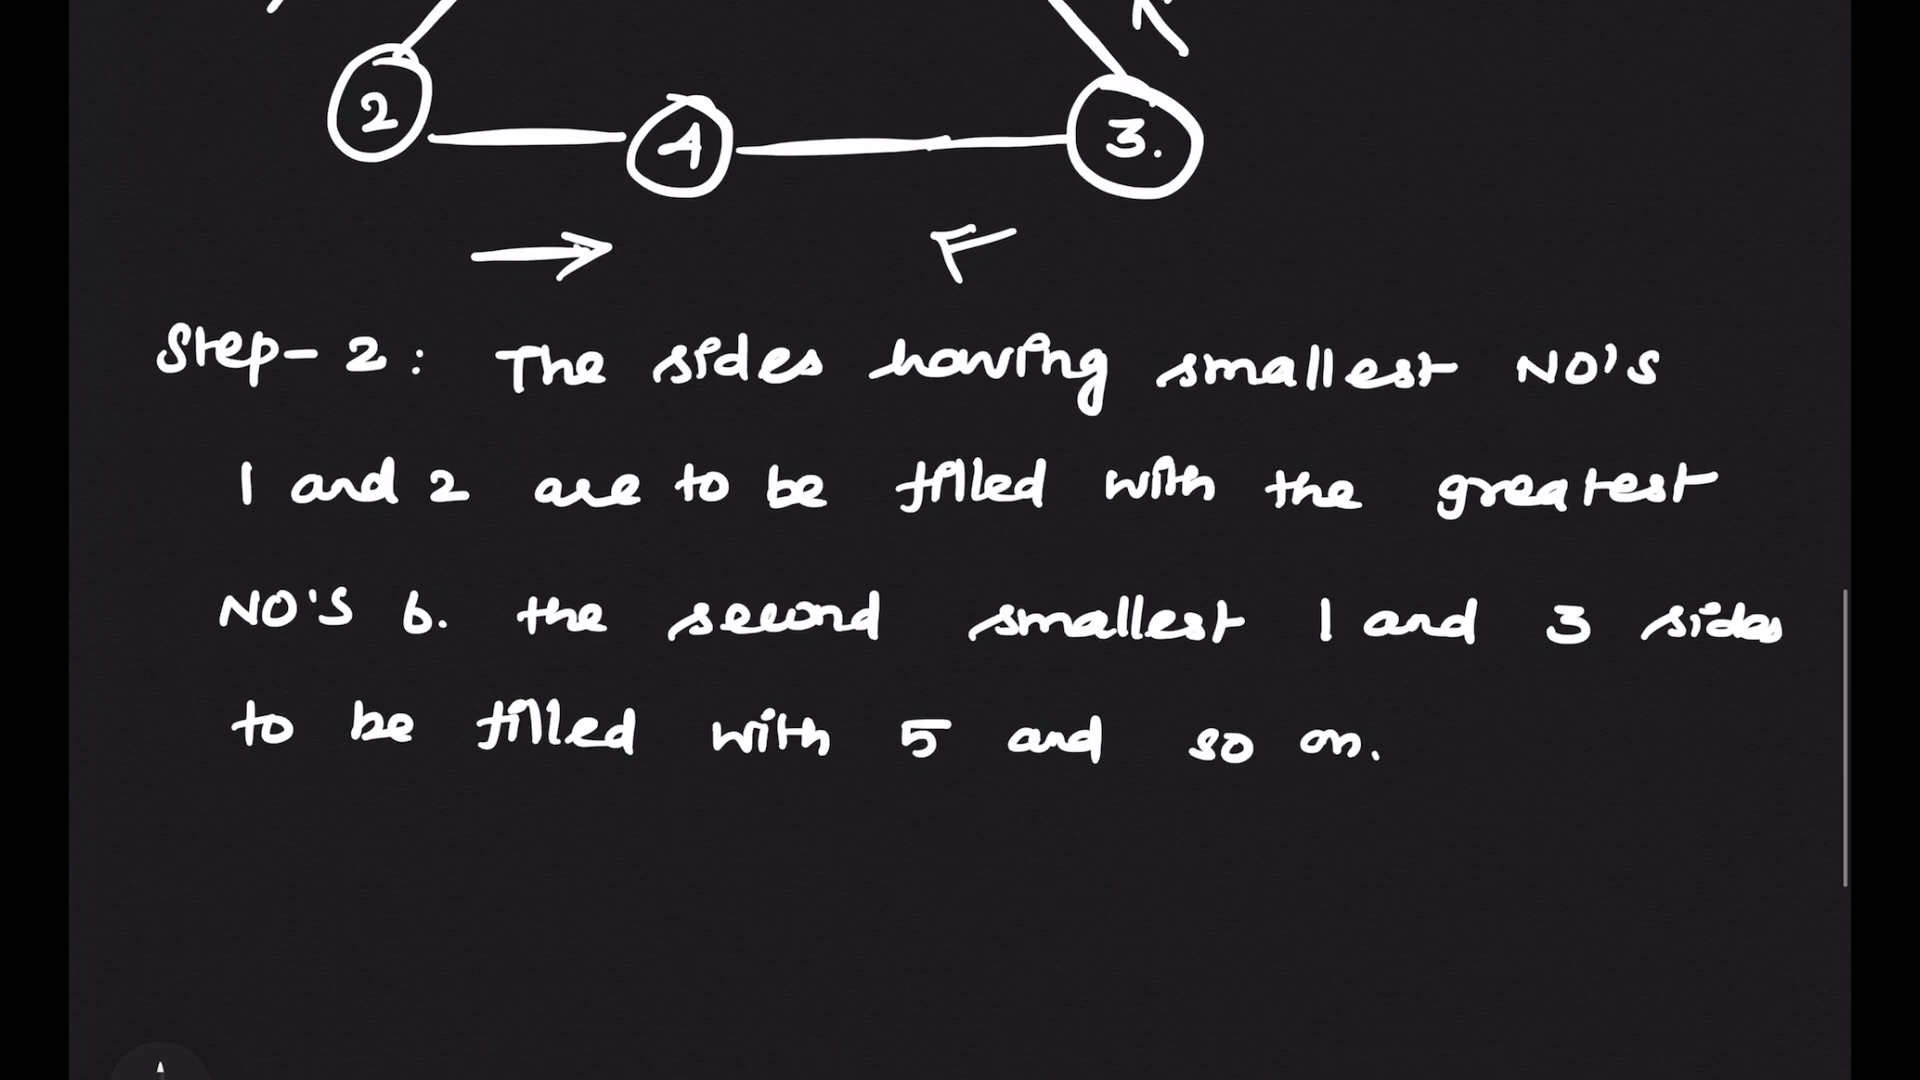 2 4 3.
Step-2: The sides having smallest NO'S
1 and 2 are to be filled with the greatest
NO'S 6. the second smallest 1 and 3 sides
to be filled with 5 and so on.